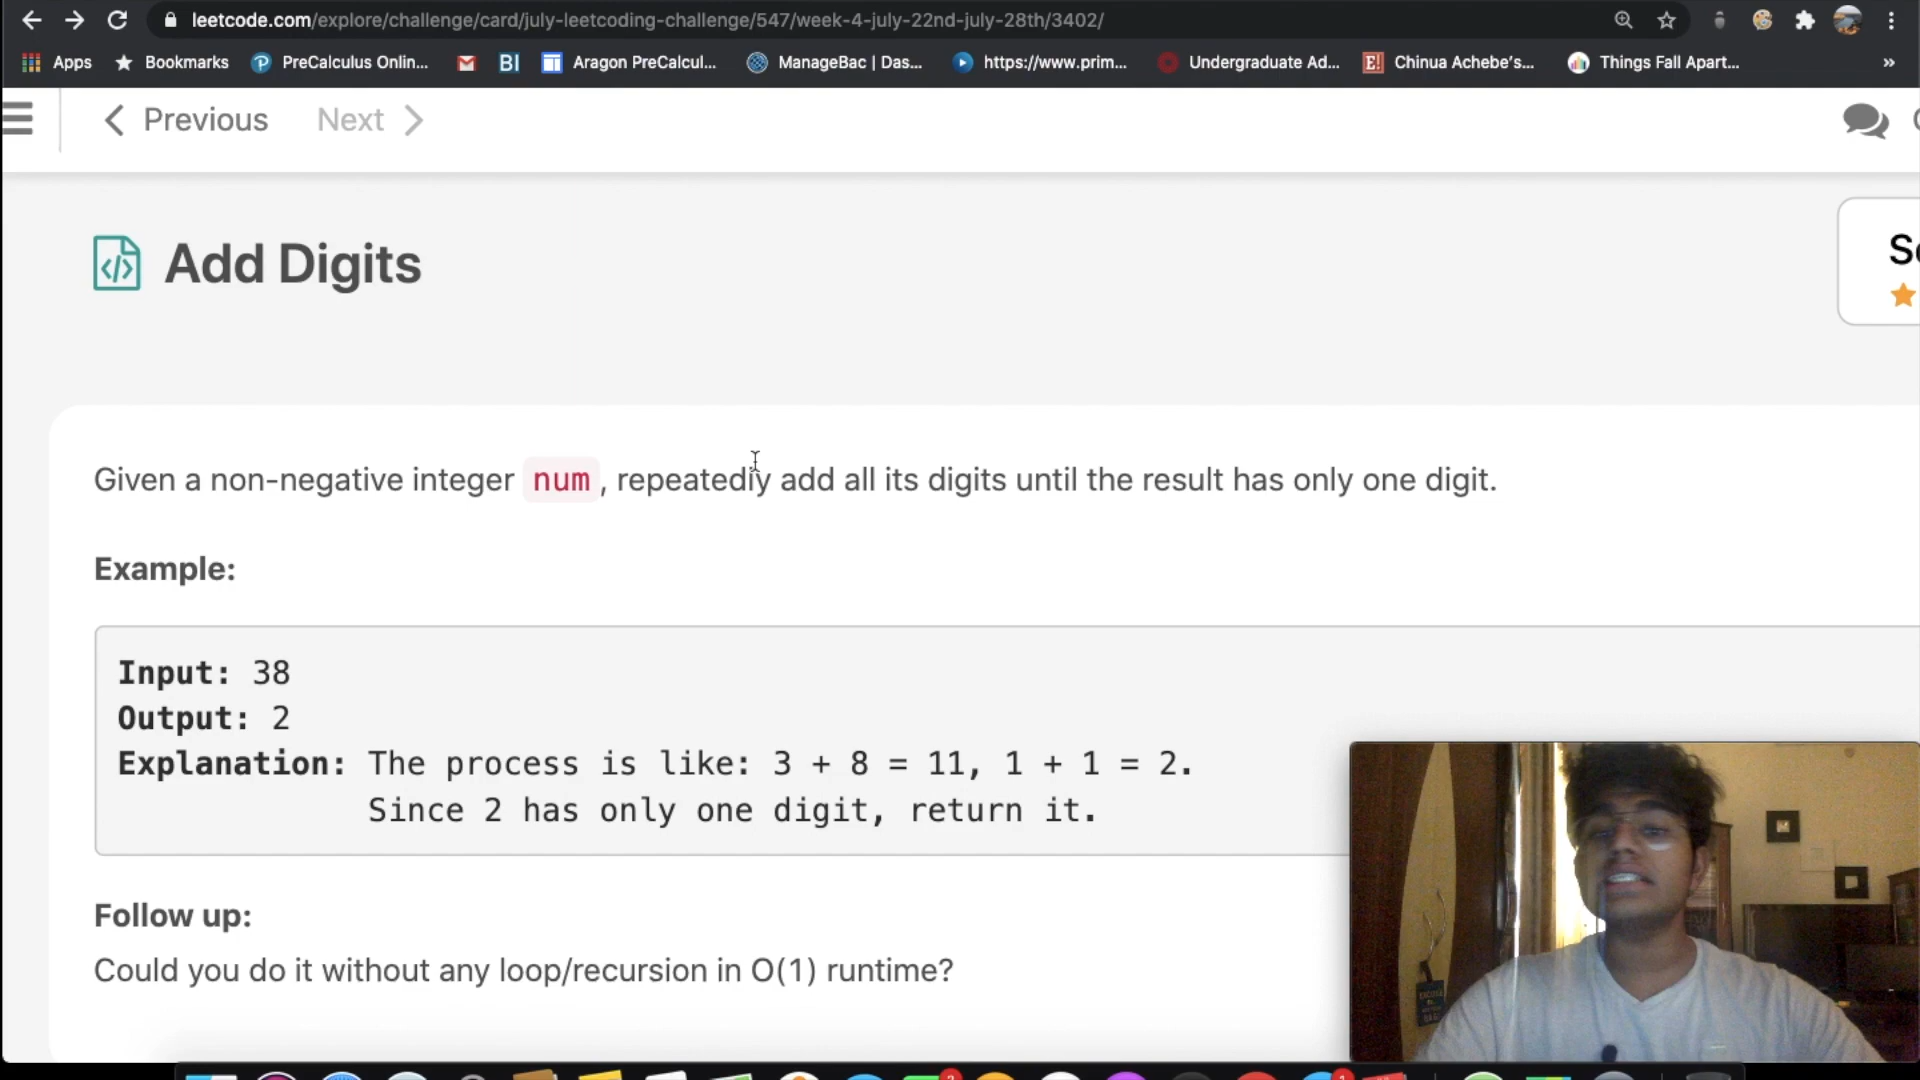 leetcode.com/explore/challenge/card/july-leetcoding-challenge/547/week-4-july-22nd-july-28th/3402/
Apps Bookmarks PreCalculus Onlin... BI Aragon PreCalcul... ManageBac | Das... https://www.prim... Undergraduate Ad... E! Chinua Achebe's... Things Fall Apart... »
Previous Next
Add Digits
Given a non-negative integer num, repeatedly add all its digits until the result has only one digit.
Example:
Input: 38
Output: 2
Explanation: The process is like: 3 + 8 = 11, 1 + 1 = 2.
Since 2 has only one digit, return it.
Follow up:
Could you do it without any loop/recursion in O(1) runtime?